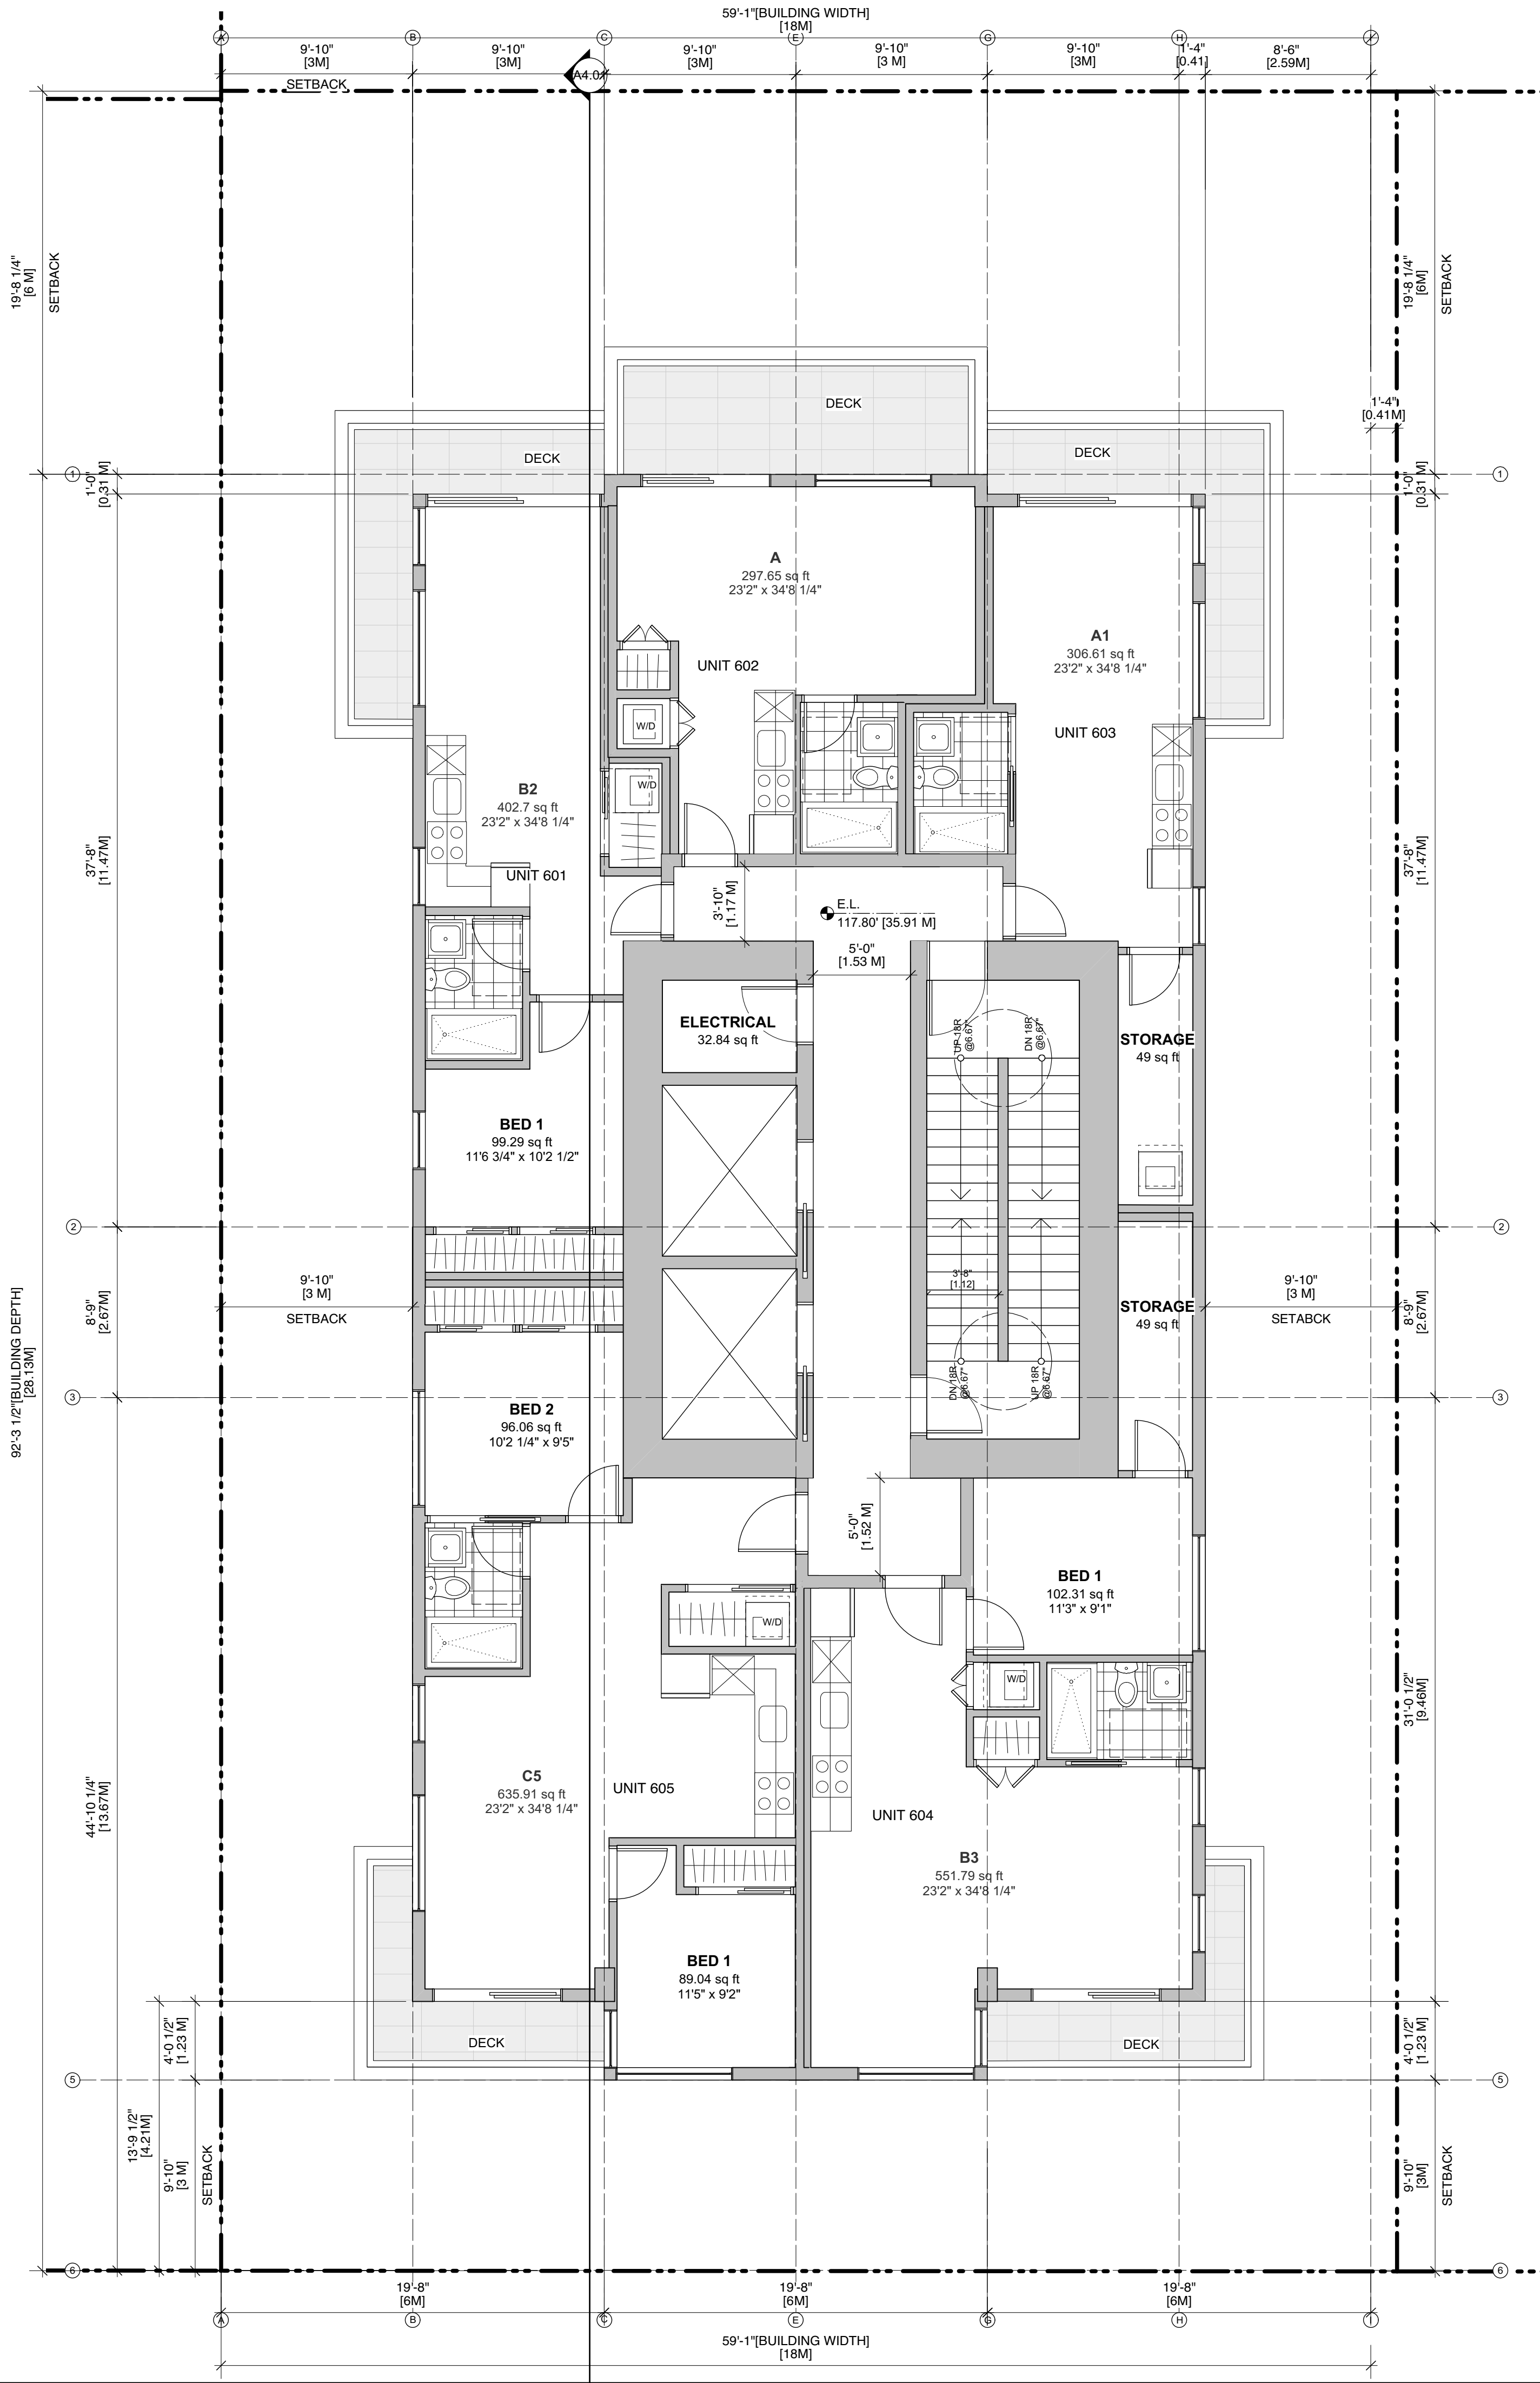 59'-1"[BUILDING WIDTH]
[18M]
A
B
C
E
G
H
9'-10"
[3M]
SETBACK
9'-10"
[3M]
A4.01
9'-10"
[3M]
9'-10"
[3 M]
9'-10"
[3M]
1'-4"
[0.41]
8'-6"
[2.59M]
19'-8 1/4"
[6 M]
SETBACK
19'-8 1/4"
[6M]
SETBACK
1'-4"
[0.41M]
DECK
DECK
DECK
1
1'-0"
[0.31 M]
1'-0"
[0.31 M]
1
A
297.65 sq ft
23'2" x 34'8 1/4"
UNIT 602
A1
306.61 sq ft
23'2" x 34'8 1/4"
UNIT 603
W/D
W/D
B2
402.7 sq ft
23'2" x 34'8 1/4"
UNIT 601
37'-8"
[11.47M]
37'-8"
[11.47M]
3'-10"
[1.17 M]
E.L.
117.80' [35.91 M]
5'-0"
[1.53 M]
ELECTRICAL
32.84 sq ft
UP 18R
@6.67"
DN 18R
@6.67"
STORAGE
49 sq ft
BED 1
99.29 sq ft
11'6 3/4" x 10'2 1/2"
2
2
9'-10"
[3 M]
SETBACK
3'-8"
[1.12]
STORAGE
49 sq ft
9'-10"
[3 M]
SETABCK
8'-9"
[2.67M]
8'-9"
[2.67M]
92'-3 1/2"[BUILDING DEPTH]
[28.13M]
DN 18R
@6.67"
UP 18R
@6.67"
3
3
BED 2
96.06 sq ft
10'2 1/4" x 9'5"
5'-0"
[1.52 M]
BED 1
102.31 sq ft
11'3" x 9'1"
W/D
W/D
31'-0 1/2"
[9.46M]
C5
635.91 sq ft
23'2" x 34'8 1/4"
UNIT 605
UNIT 604
44'-10 1/4"
[13.67M]
B3
551.79 sq ft
23'2" x 34'8 1/4"
BED 1
89.04 sq ft
11'5" x 9'2"
DECK
DECK
4'-0 1/2"
[1.23 M]
4'-0 1/2"
[1.23 M]
5
5
13'-9 1/2"
[4.21M]
9'-10"
[3 M]
SETBACK
9'-10"
[3M]
SETBACK
6
6
19'-8"
[6M]
19'-8"
[6M]
19'-8"
[6M]
A
B
C
E
G
H
I
59'-1"[BUILDING WIDTH]
[18M]